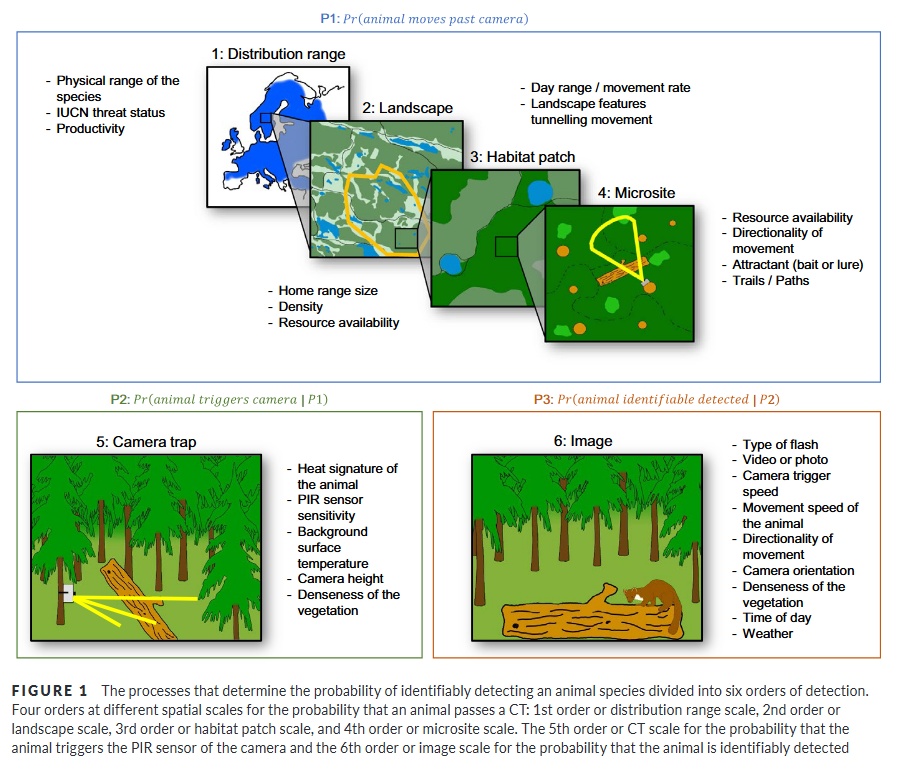 P1: Pr(animal moves past camera)
1: Distribution range
- Physical range of the
species
- IUCN threat status
- Productivity
2: Landscape
- Day range / movement rate
- Landscape features
tunnelling movement
3: Habitat patch
4: Microsite
- Resource availability
- Directionality of
movement
- Attractant (bait or lure)
- Trails / Paths
- Home range size
- Density
- Resource availability
P2: Pr(animal triggers camera | P1)
5: Camera trap
- Heat signature of
the animal
- PIR sensor
sensitivity
- Background
surface
temperature
- Camera height
- Denseness of the
vegetation
P3: Pr(animal identifiable detected | P2)
6: Image
- Type of flash
- Video or photo
- Camera trigger
speed
- Movement speed of
the animal
- Directionality of
movement
- Camera orientation
- Denseness of the
vegetation
- Time of day
- Weather
FIGURE 1 The processes that determine the probability of identifiably detecting an animal species divided into six orders of detection.
Four orders at different spatial scales for the probability that an animal passes a CT: 1st order or distribution range scale, 2nd order or
landscape scale, 3rd order or habitat patch scale, and 4th order or microsite scale. The 5th order or CT scale for the probability that the
animal triggers the PIR sensor of the camera and the 6th order or image scale for the probability that the animal is identifiably detected